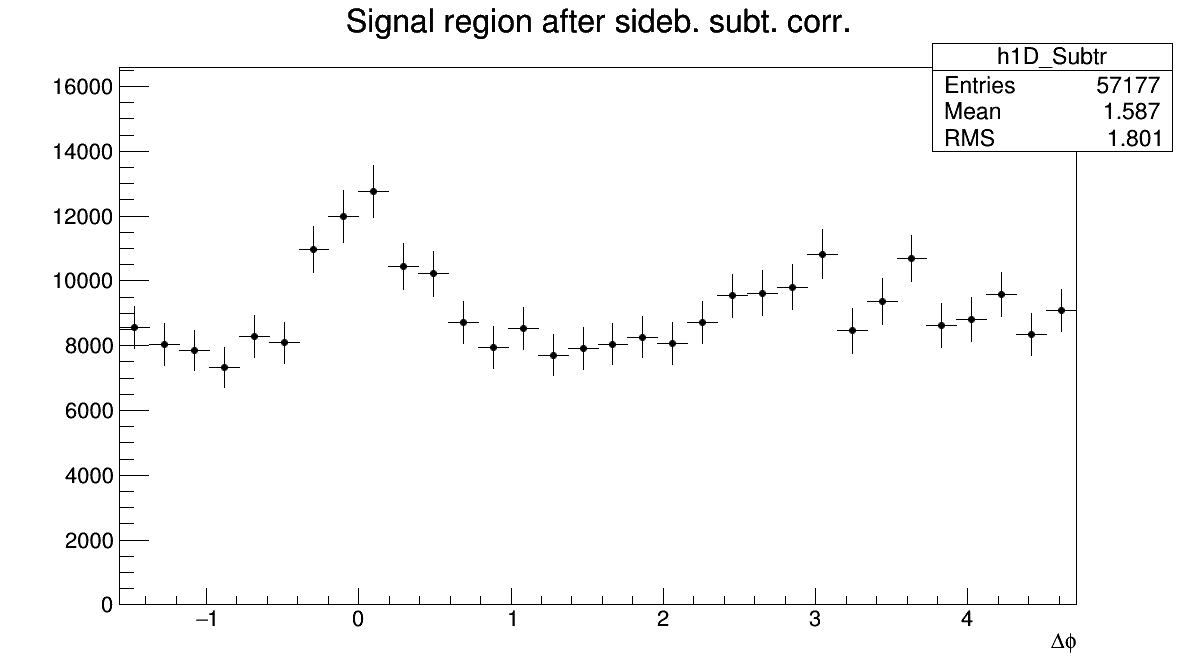 Signal region after sideb. subt. corr.
h1D_Subtr
Entries 57177
Mean 1.587
RMS 1.801
16000
14000
12000
10000
8000
6000
4000
2000
0
−1 0 1 2 3 4
Δϕ